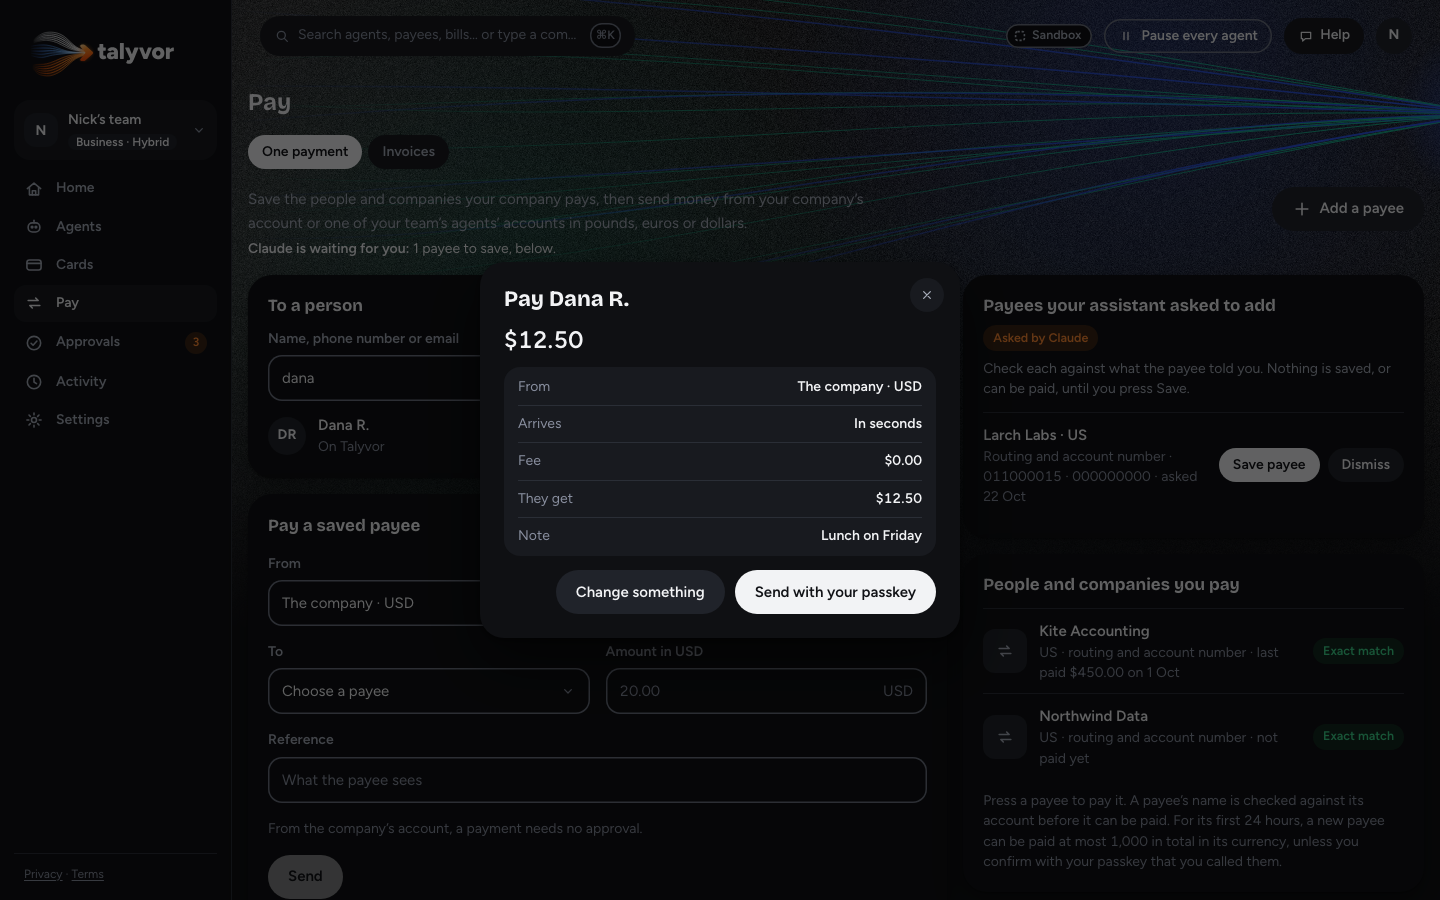 talyvor
Search agents, payees, bills... or type a com...
⌘K
Sandbox
Pause every agent
Help
N
N
Nick's team
Business · Hybrid
Home
Agents
Cards
Pay
Approvals
3
Activity
Settings
Privacy · Terms
Pay
One payment
Invoices
Save the people and companies your company pays, then send money from your company's
account or one of your team's agents' accounts in pounds, euros or dollars.
Claude is waiting for you: 1 payee to save, below.
Add a payee
To a person
Name, phone number or email
dana
DR
Dana R.
On Talyvor
Pay a saved payee
From
The company · USD
To
Choose a payee
Amount in USD
20.00
USD
Reference
What the payee sees
From the company's account, a payment needs no approval.
Send
Pay Dana R.
$12.50
From
The company · USD
Arrives
In seconds
Fee
$0.00
They get
$12.50
Note
Lunch on Friday
Change something
Send with your passkey
Payees your assistant asked to add
Asked by Claude
Check each against what the payee told you. Nothing is saved, or
can be paid, until you press Save.
Larch Labs · US
Routing and account number ·
011000015 · 000000000 · asked
22 Oct
Save payee
Dismiss
People and companies you pay
Kite Accounting
US · routing and account number · last
paid $450.00 on 1 Oct
Exact match
Northwind Data
US · routing and account number · not
paid yet
Exact match
Press a payee to pay it. A payee's name is checked against its
account before it can be paid. For its first 24 hours, a new payee
can be paid at most 1,000 in total in its currency, unless you
confirm with your passkey that you called them.